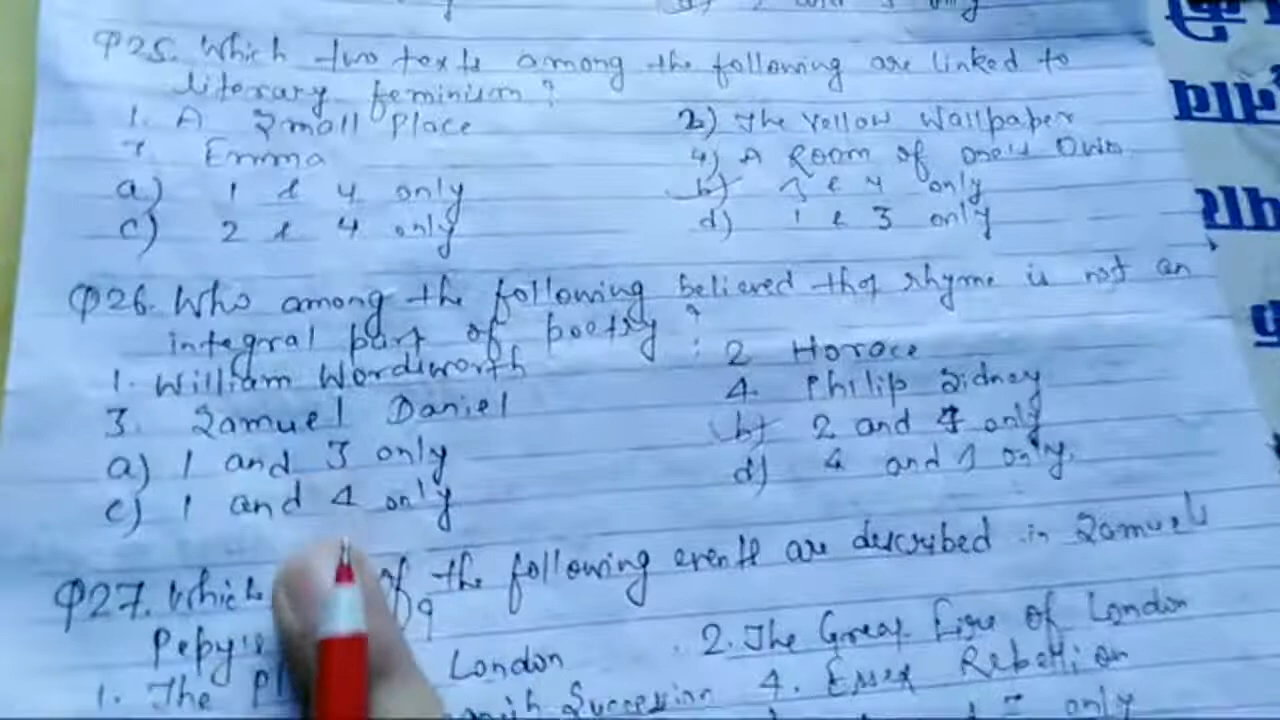 Q25. Which two texts among the following are linked to
literary feminism?
1. A Small Place 2) The Yellow Wallpaper
3. Emma 4) A Room of One's Own
a) 1 & 4 only b) 3 & 4 only
c) 2 & 4 only d) 1 & 3 only
Q26. Who among the following believed that rhyme is not an
integral part of poetry?
1. William Wordsworth 2 Horace
3. Samuel Daniel 4. Philip Sidney
a) 1 and 3 only b) 2 and 4 only
c) 1 and 4 only d) 4 and 1 only.
Q27. Which of the following events are described in Samuel
Pepy's
1. The London 2. The Great Fire of London
Succession 4. Essex Rebellion
only